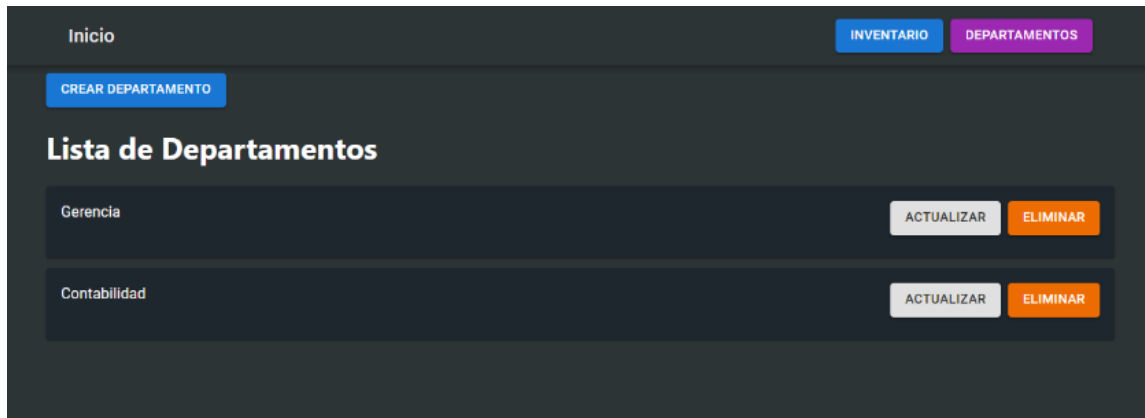 Inicio INVENTARIO DEPARTAMENTOS
CREAR DEPARTAMENTO
Lista de Departamentos
Gerencia ACTUALIZAR ELIMINAR
Contabilidad ACTUALIZAR ELIMINAR